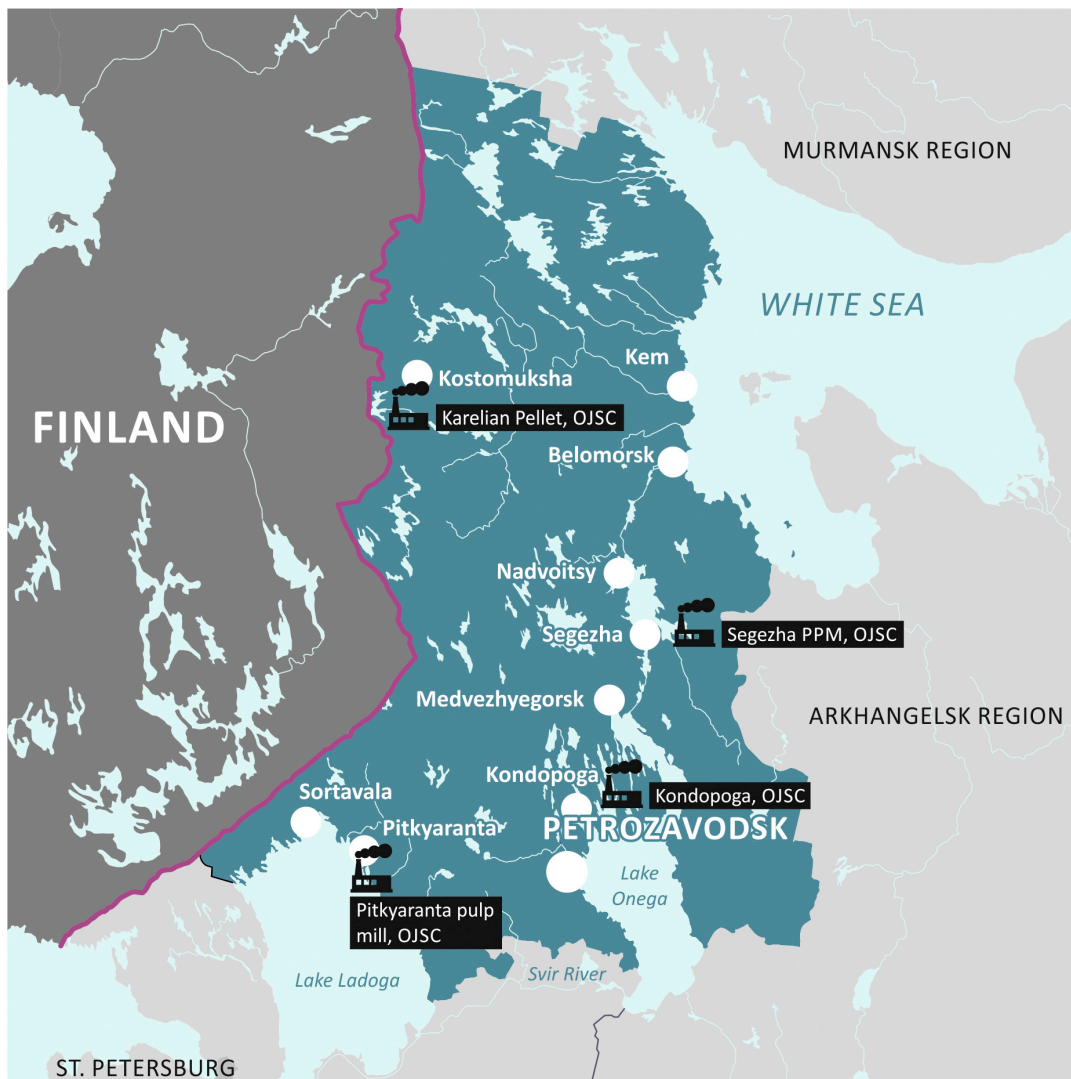 MURMANSK REGION
WHITE SEA
Kem
Kostomuksha
Karelian Pellet, OJSC
FINLAND
Belomorsk
Nadvoitsy
Segezha
Segezha PPM, OJSC
Medvezhyegorsk
ARKHANGELSK REGION
Kondopoga
Kondopoga, OJSC
Sortavala
Pitkyaranta
PETROZAVODSK
Lake
Onega
Pitkyaranta pulp
mill, OJSC
Lake Ladoga
Svir River
ST. PETERSBURG